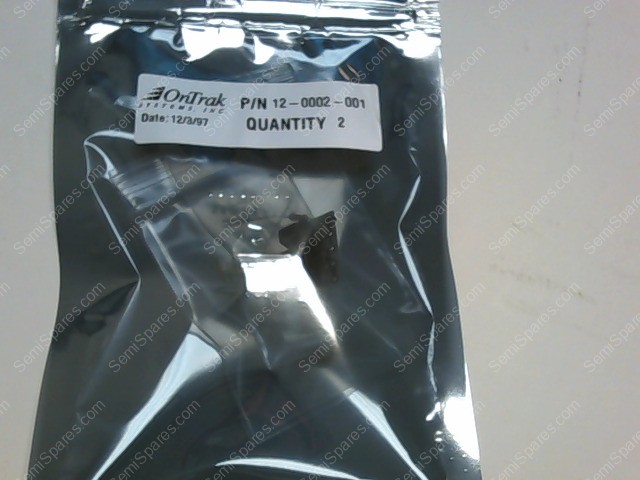 OnTrak P/N 12-0002-001
SYSTEMS, INC.
Date: 12/3/97 QUANTITY 2
SemiSpares.com